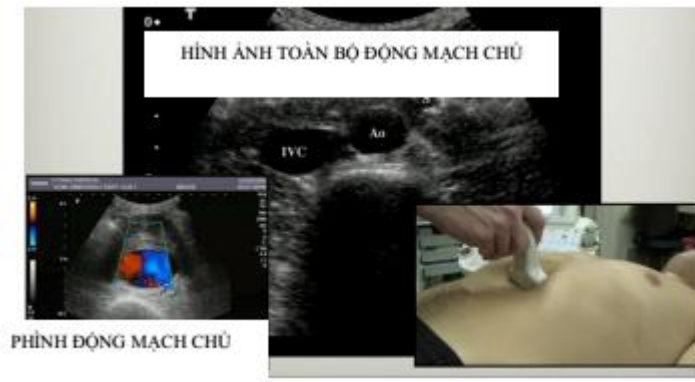 HÌNH ẢNH TOÀN BỘ ĐỘNG MẠCH CHỦ
Ao
IVC
PHÌNH ĐỘNG MẠCH CHỦ